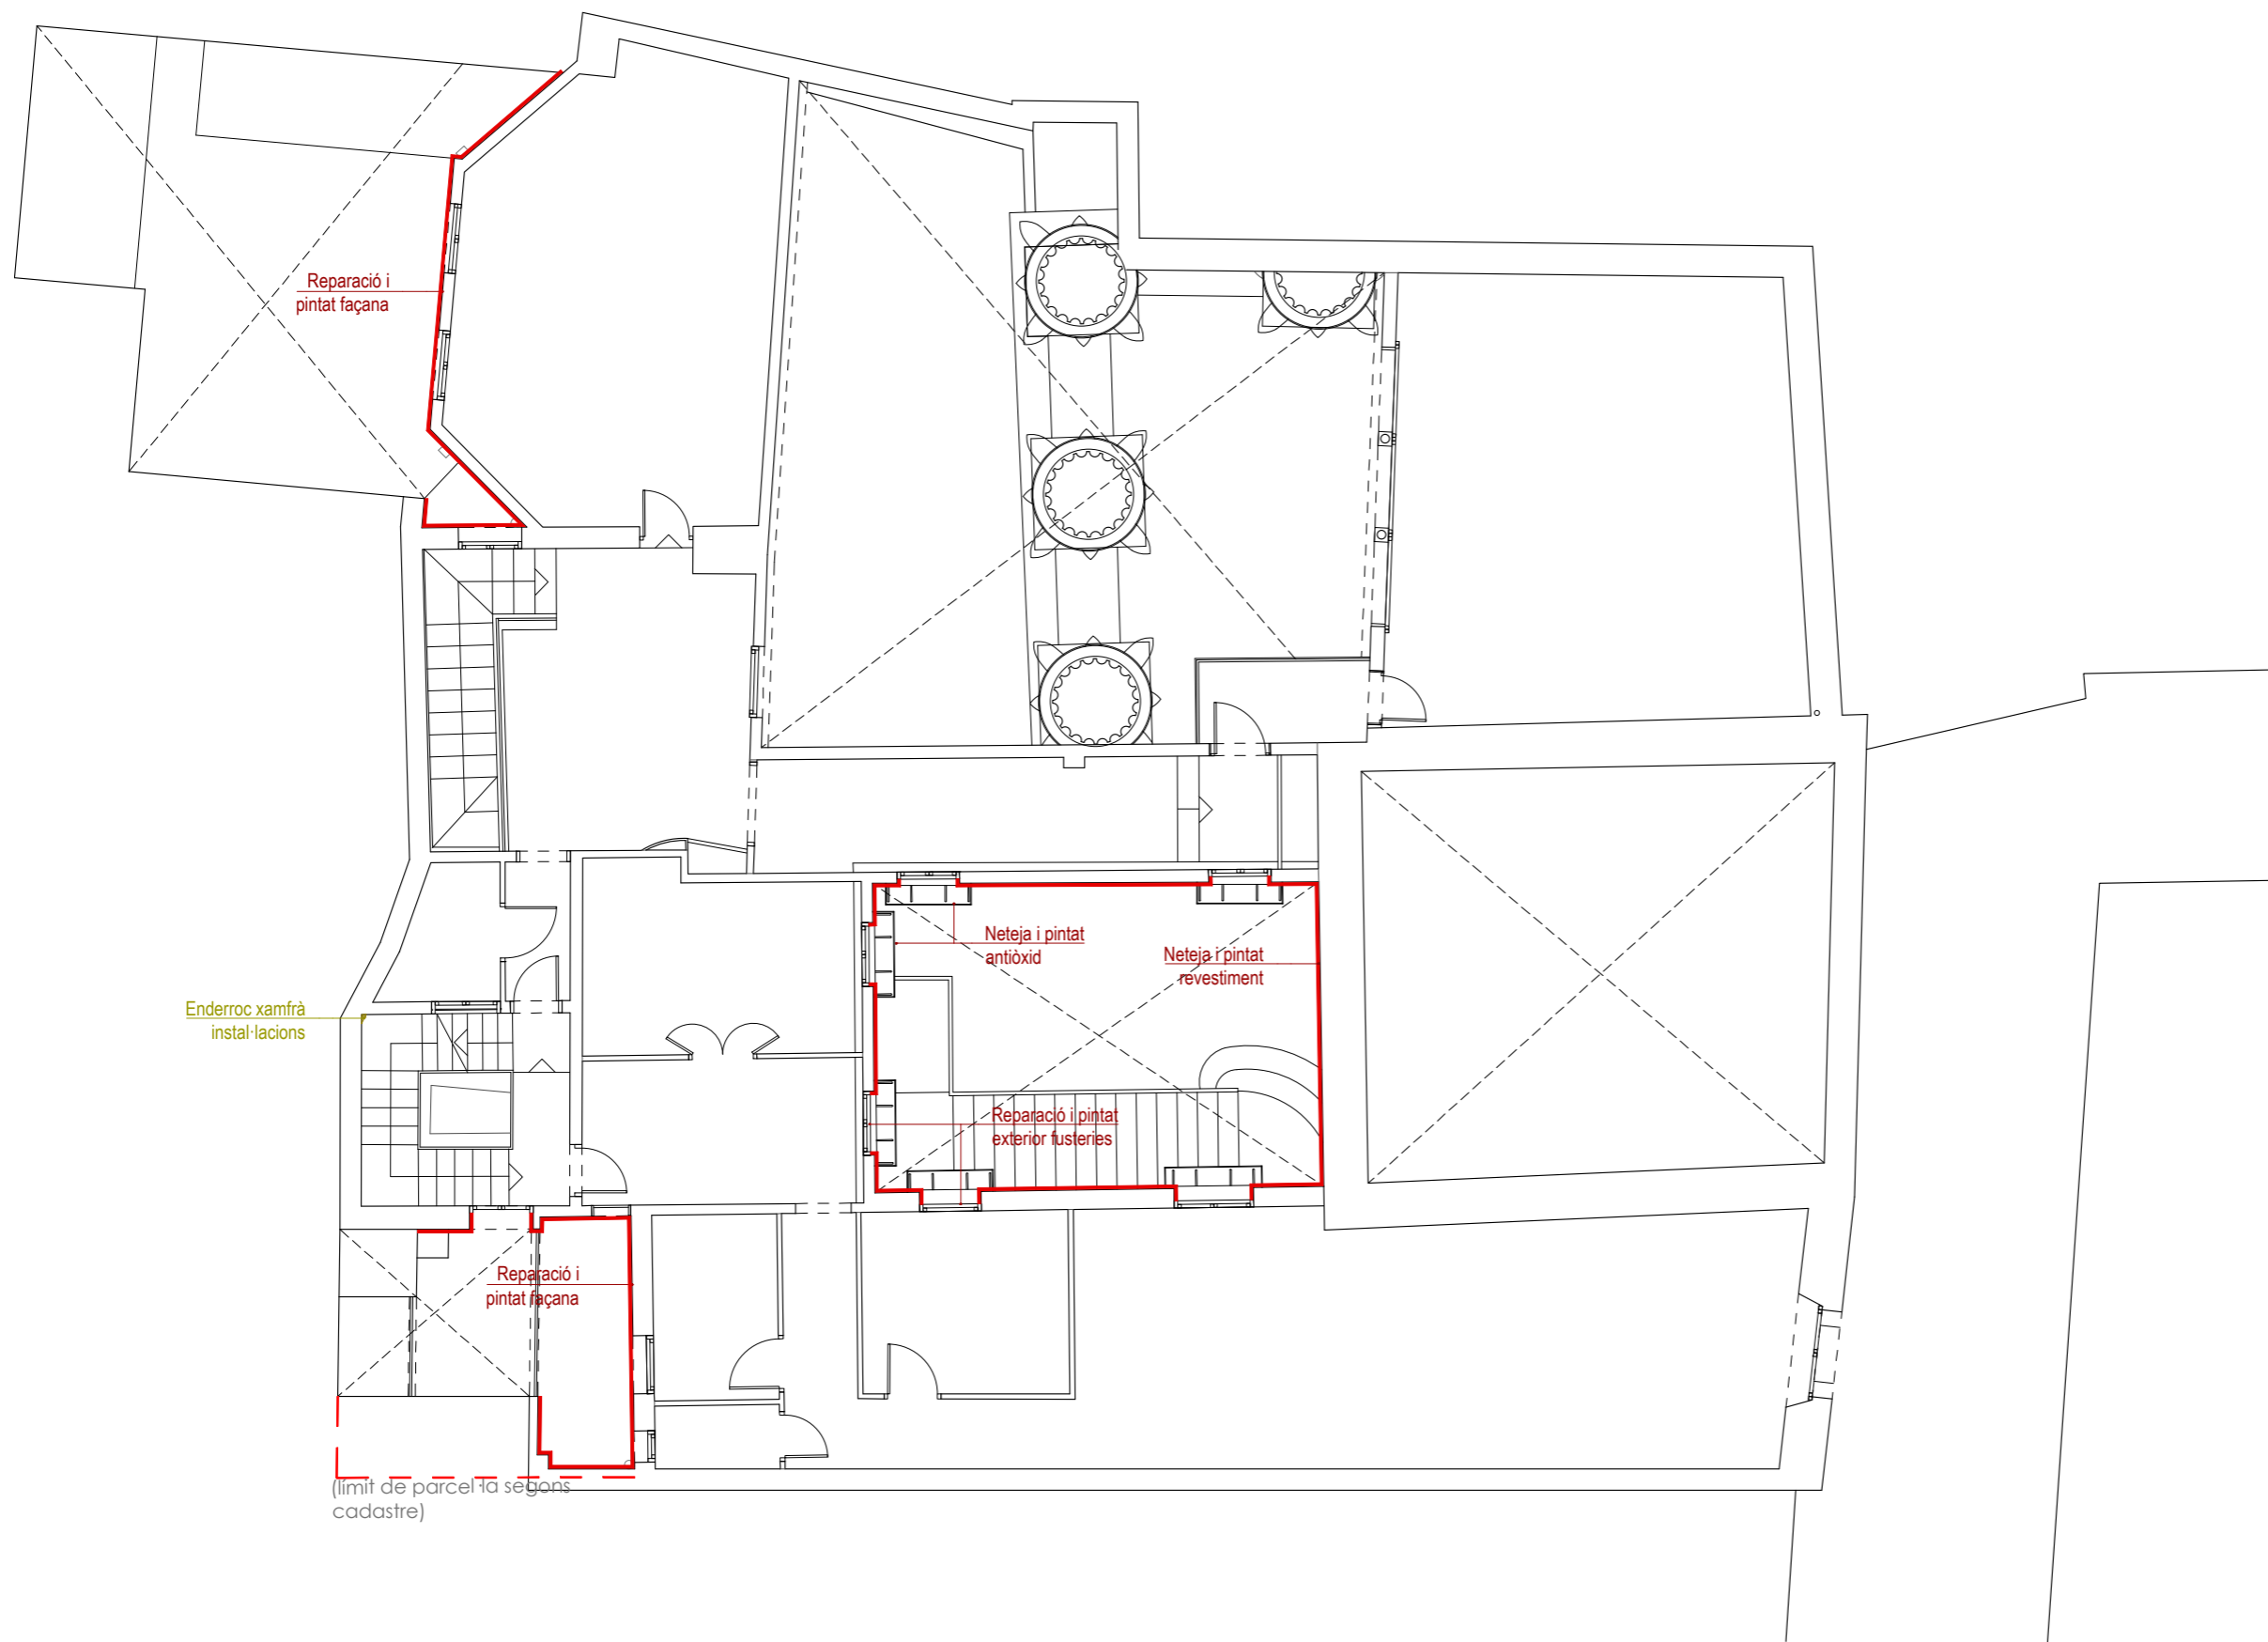 Reparació i
pintat façana
Neteja i pintat
antiòxid
Neteja i pintat
revestiment
Enderroc xamfrà
instal·lacions
Reparació i pintat
exterior fusteries
Reparació i
pintat façana
(límit de parcel·la segons
cadastre)